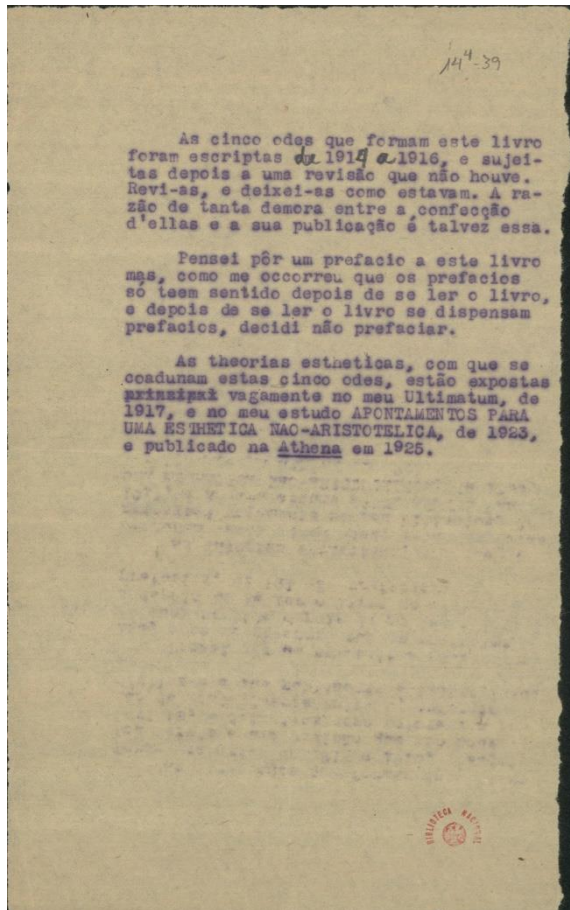 14⁴-39
As cinco odes que formam este livro
foram escriptas de 1914 a 1916, e sujei-
tas depois a uma revisão que não houve.
Revi-as, e deixei-as como estavam. A ra-
zão de tanta demora entre a confecção
d'ellas e a sua publicação é talvez essa.
Pensei pôr um prefacio a este livro
mas, como me occorreu que os prefacios
só teem sentido depois de se ler o livro,
e depois de se ler o livro se dispensam
prefacios, decidi não prefaciar.
As theorias estheticas, com que se
coadunam estas cinco odes, estão expostas
vagamente no meu Ultimatum, de
1917, e no meu estudo APONTAMENTOS PARA
UMA ESTHETICA NAO-ARISTOTELICA, de 1923,
e publicado na Athena em 1925.
BIBLIOTECA NACIONAL